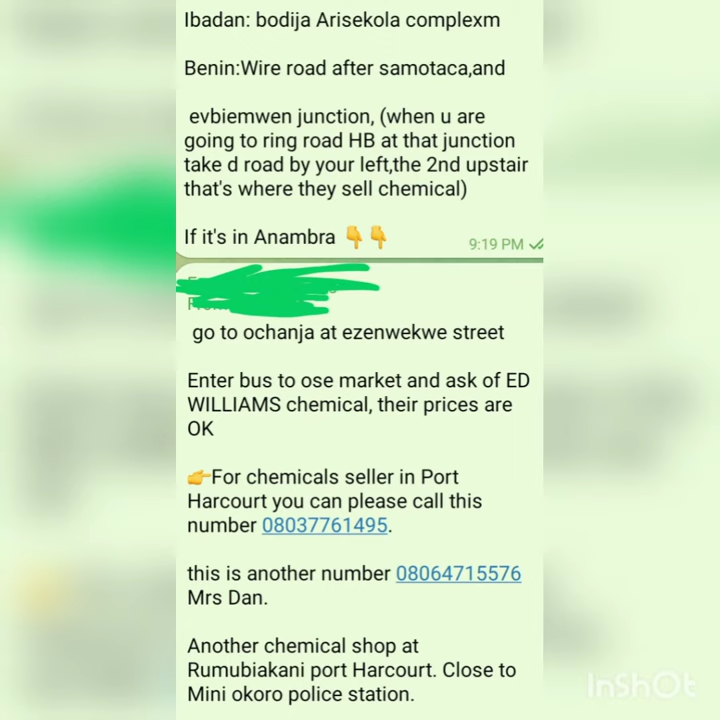 Ibadan: bodija Arisekola complexm
Benin:Wire road after samotaca,and
evbiemwen junction, (when u are
going to ring road HB at that junction
take d road by your left,the 2nd upstair
that's where they sell chemical)
If it's in Anambra 👇👇
9:19 PM
go to ochanja at ezenwekwe street
Enter bus to ose market and ask of ED
WILLIAMS chemical, their prices are
OK
👉For chemicals seller in Port
Harcourt you can please call this
number 08037761495.
this is another number 08064715576
Mrs Dan.
Another chemical shop at
Rumubiakani port Harcourt. Close to
Mini okoro police station.
InShOt